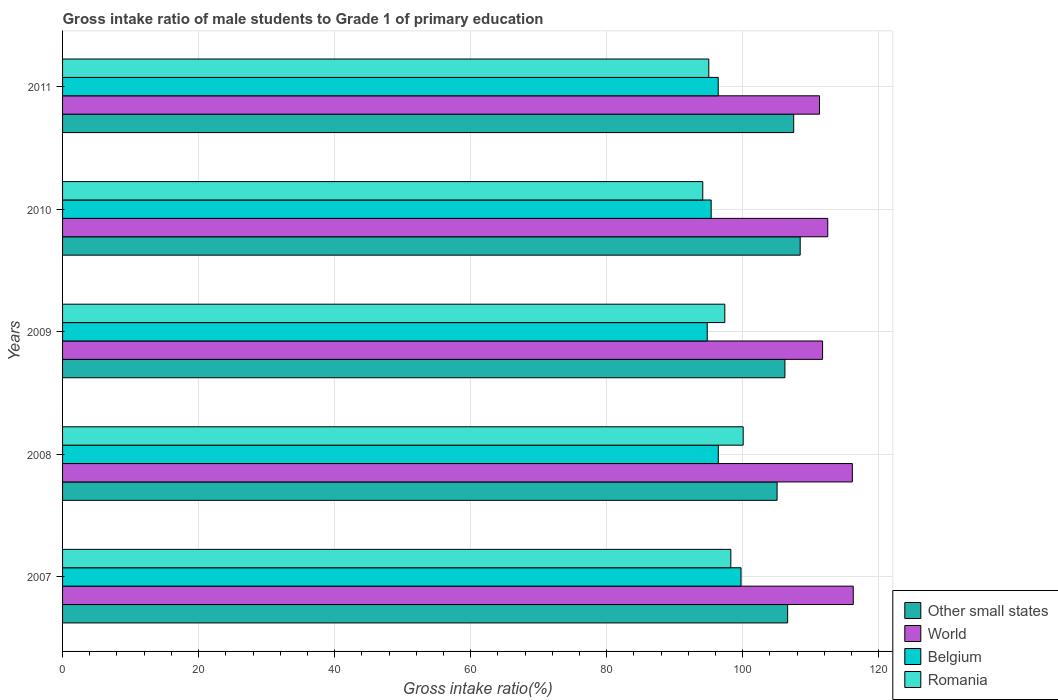 Gross intake ratio of male students to Grade 1 of primary education
2011
2010
2009
2008
2007
Years
0
20
40
60
80
100
120
Gross intake ratio(%)
Other small states
World
Belgium
Romania